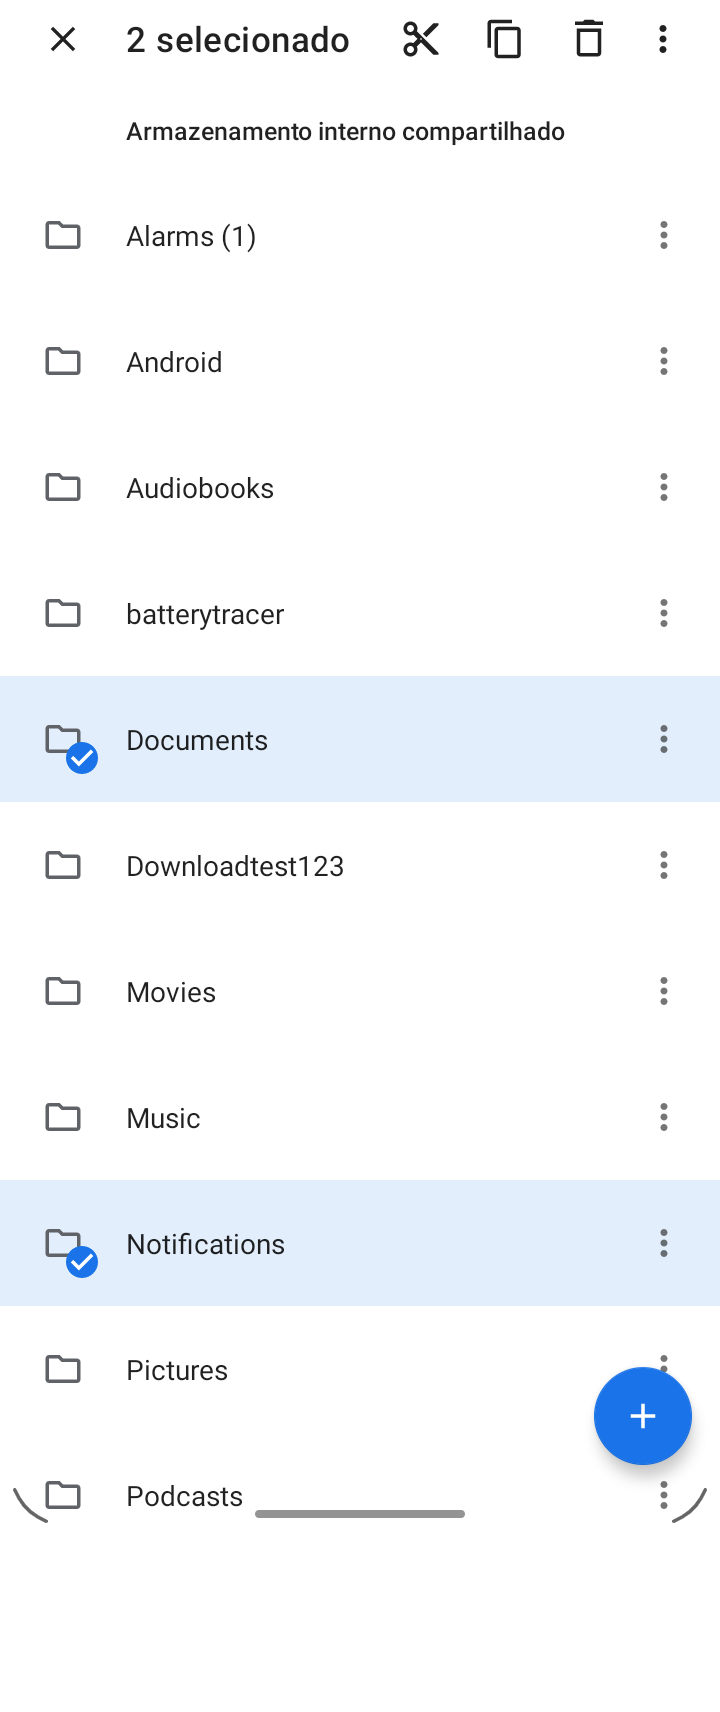 2 selecionado
Armazenamento interno compartilhado
Alarms (1)
Android
Audiobooks
batterytracer
Documents
Downloadtest123
Movies
Music
Notifications
Pictures
Podcasts